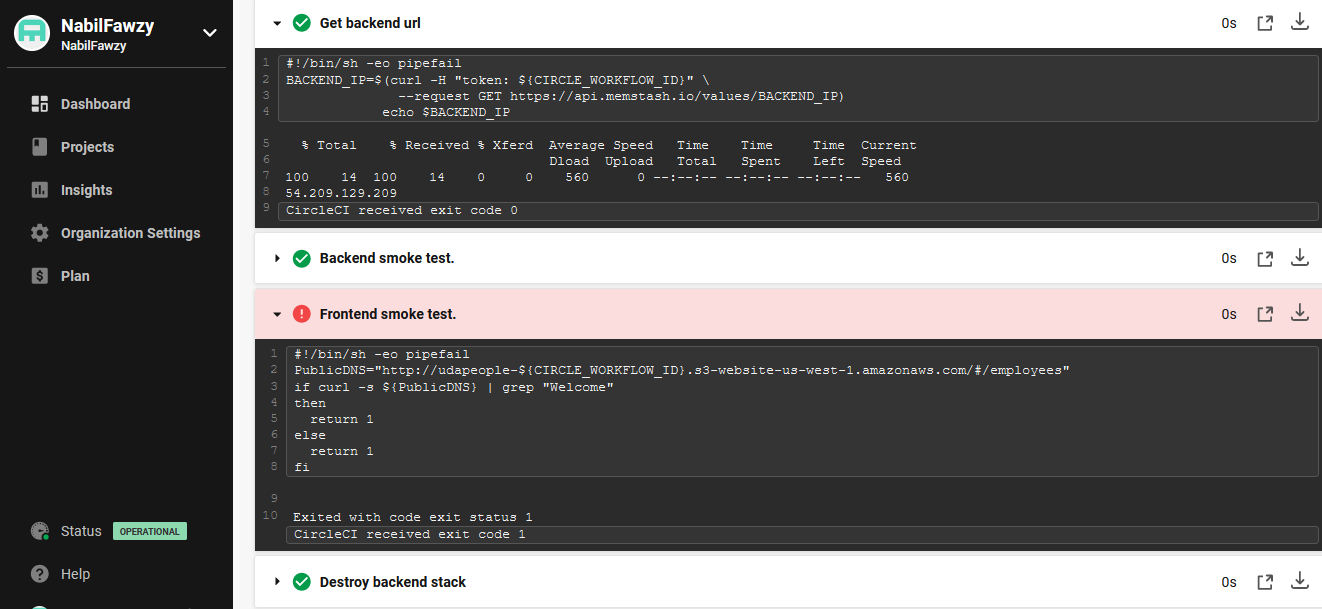 NabilFawzy
NabilFawzy
Dashboard
Projects
Insights
Organization Settings
Plan
Status OPERATIONAL
Help
Get backend url 0s
1 #!/bin/sh -eo pipefail
2 BACKEND_IP=$(curl -H "token: ${CIRCLE_WORKFLOW_ID}" \
3 --request GET https://api.memstash.io/values/BACKEND_IP)
4 echo $BACKEND_IP
5 % Total % Received % Xferd Average Speed Time Time Time Current
6 Dload Upload Total Spent Left Speed
7 100 14 100 14 0 0 560 0 --:--:-- --:--:-- --:--:-- 560
8 54.209.129.209
9 CircleCI received exit code 0
Backend smoke test. 0s
Frontend smoke test. 0s
1 #!/bin/sh -eo pipefail
2 PublicDNS="http://udapeople-${CIRCLE_WORKFLOW_ID}.s3-website-us-west-1.amazonaws.com/#/employees"
3 if curl -s ${PublicDNS} | grep "Welcome"
4 then
5 return 1
6 else
7 return 1
8 fi
9
10 Exited with code exit status 1
CircleCI received exit code 1
Destroy backend stack 0s